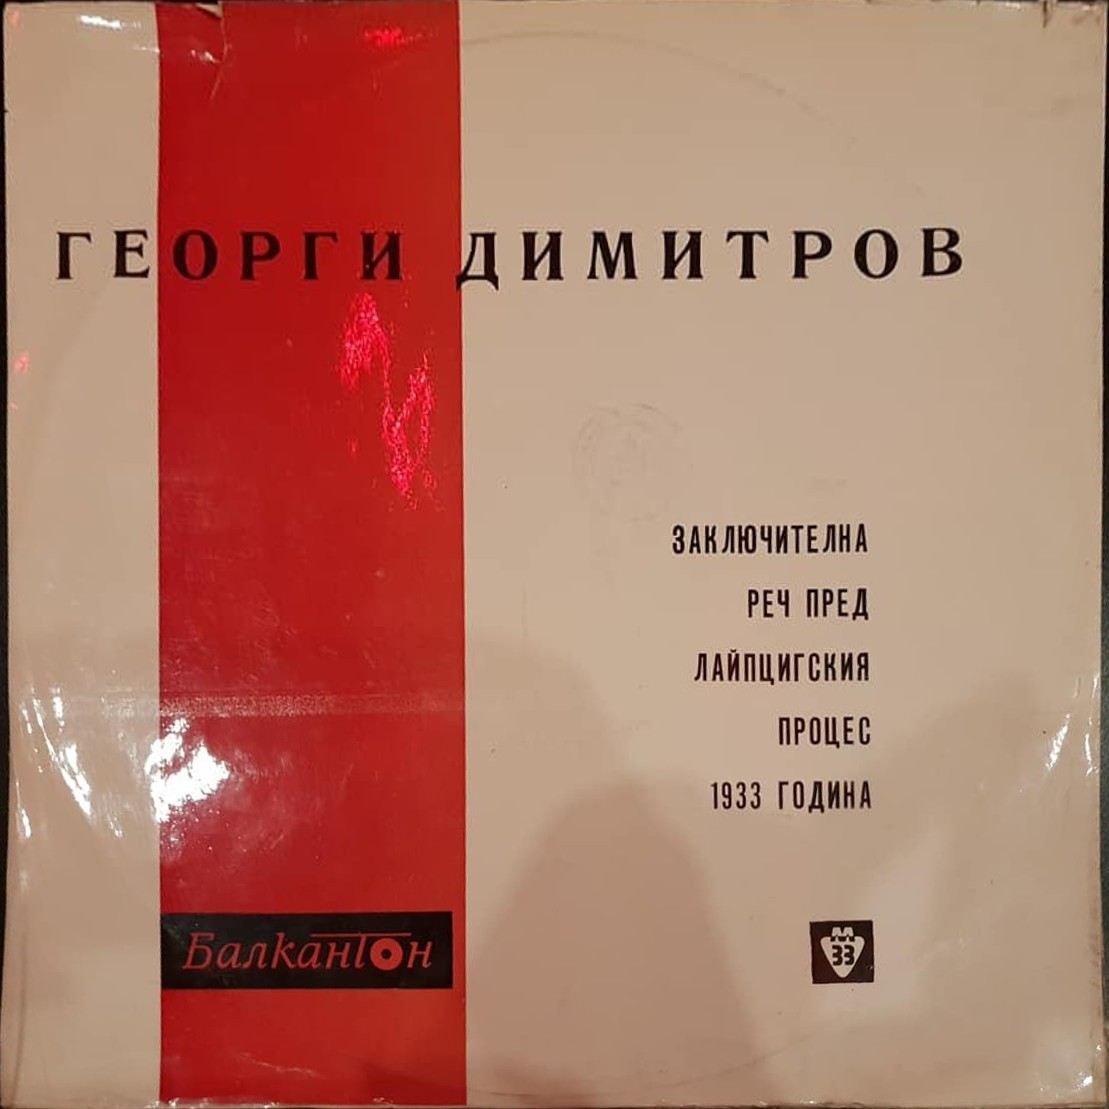 ГЕОРГИ ДИМИТРОВ
ЗАКЛЮЧИТЕЛНА
РЕЧ ПРЕД
ЛАЙПЦИГСКИЯ
ПРОЦЕС
1933 ГОДИНА
Балкантон
33